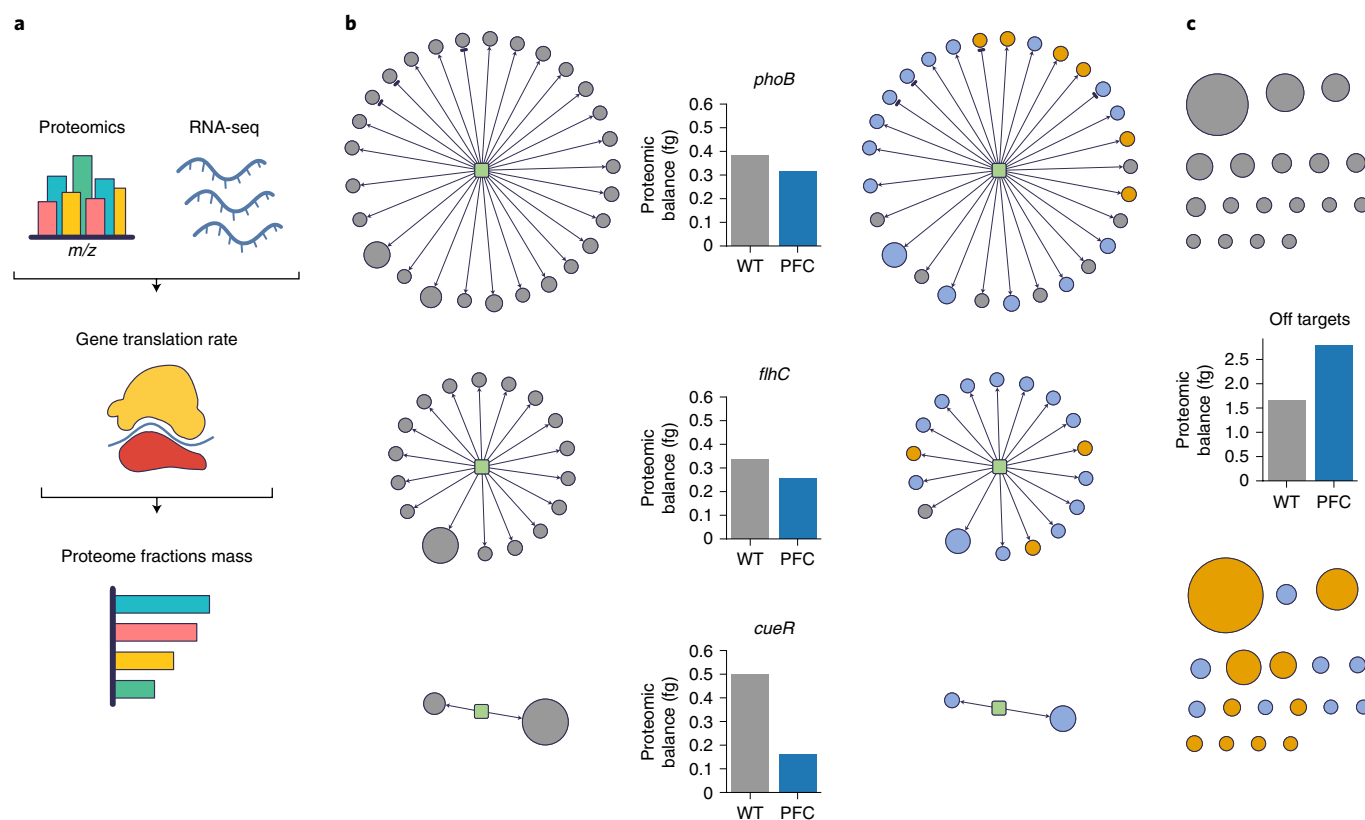 a
Proteomics
RNA-seq
m/z
Gene translation rate
Proteome fractions mass
b
phoB
Proteomic
balance (fg)
0.6
0.5
0.4
0.3
0.2
0.1
0
WT
PFC
flhC
Proteomic
balance (fg)
0.6
0.5
0.4
0.3
0.2
0.1
0
WT
PFC
cueR
Proteomic
balance (fg)
0.6
0.5
0.4
0.3
0.2
0.1
0
WT
PFC
c
Off targets
Proteomic
balance (fg)
2.5
2.0
1.5
1.0
0.5
0
WT
PFC